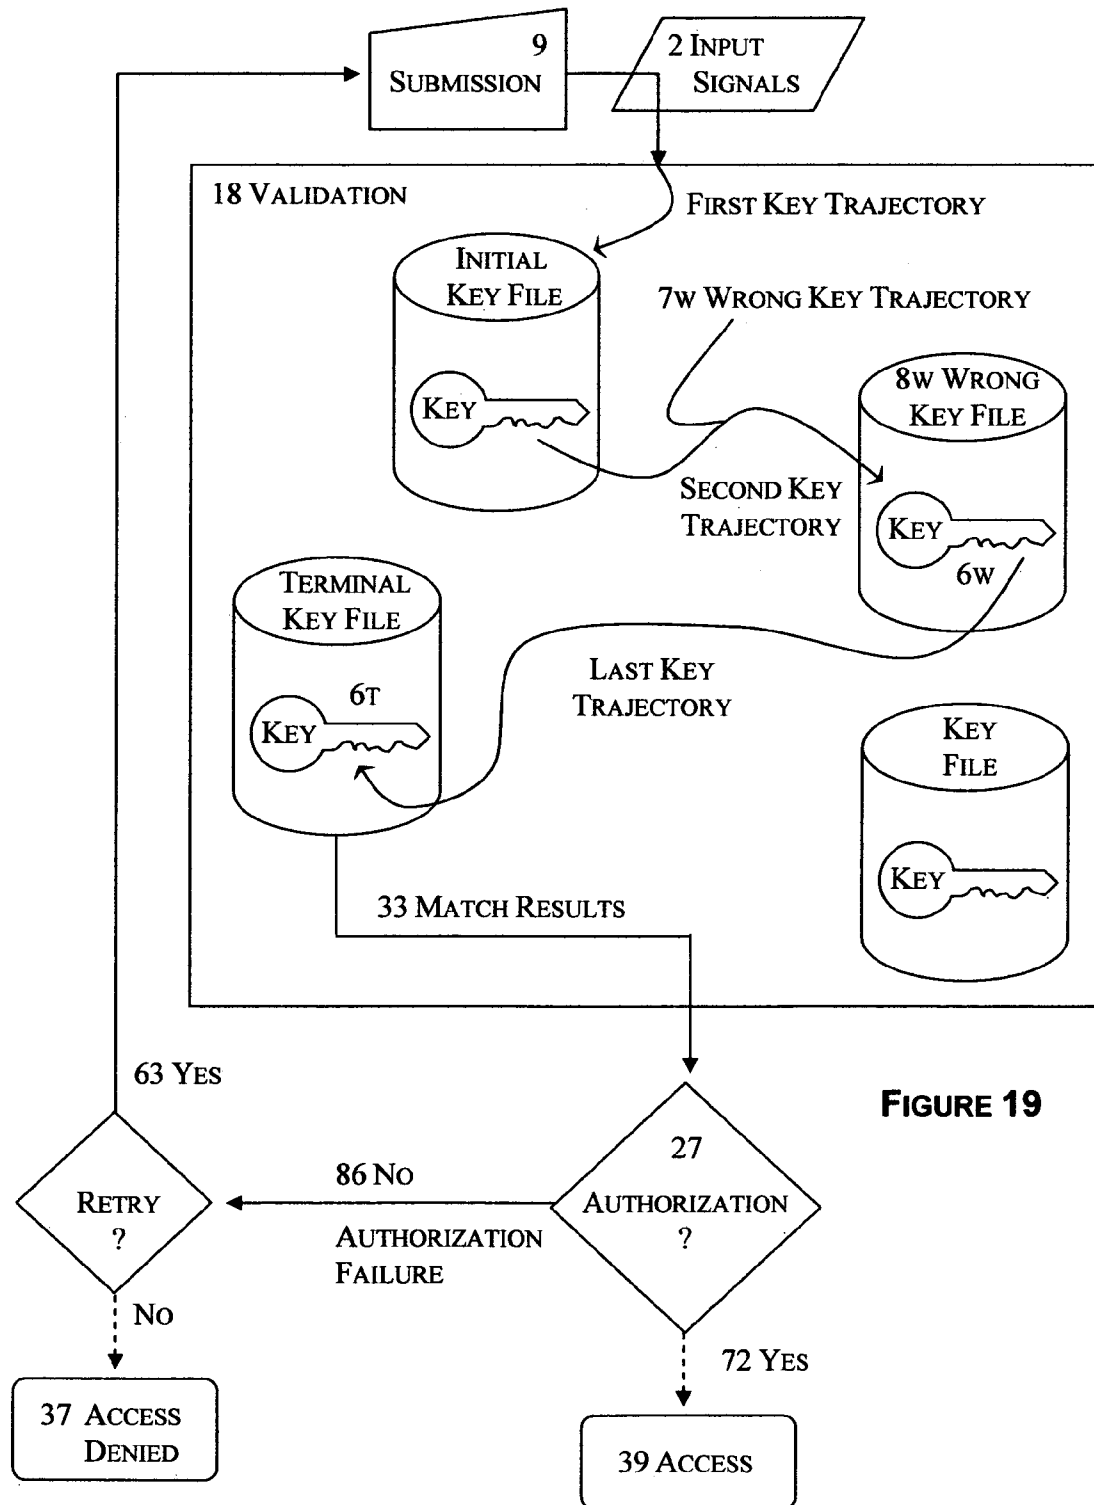 9
SUBMISSION
2 INPUT
SIGNALS
18 VALIDATION
FIRST KEY TRAJECTORY
INITIAL
KEY FILE
KEY
7W WRONG KEY TRAJECTORY
8W WRONG
KEY FILE
SECOND KEY
TRAJECTORY
KEY
6W
TERMINAL
KEY FILE
6T
KEY
LAST KEY
TRAJECTORY
KEY
FILE
KEY
33 MATCH RESULTS
63 YES
FIGURE 19
27
AUTHORIZATION
?
86 NO
AUTHORIZATION
FAILURE
RETRY
?
NO
72 YES
37 ACCESS
DENIED
39 ACCESS